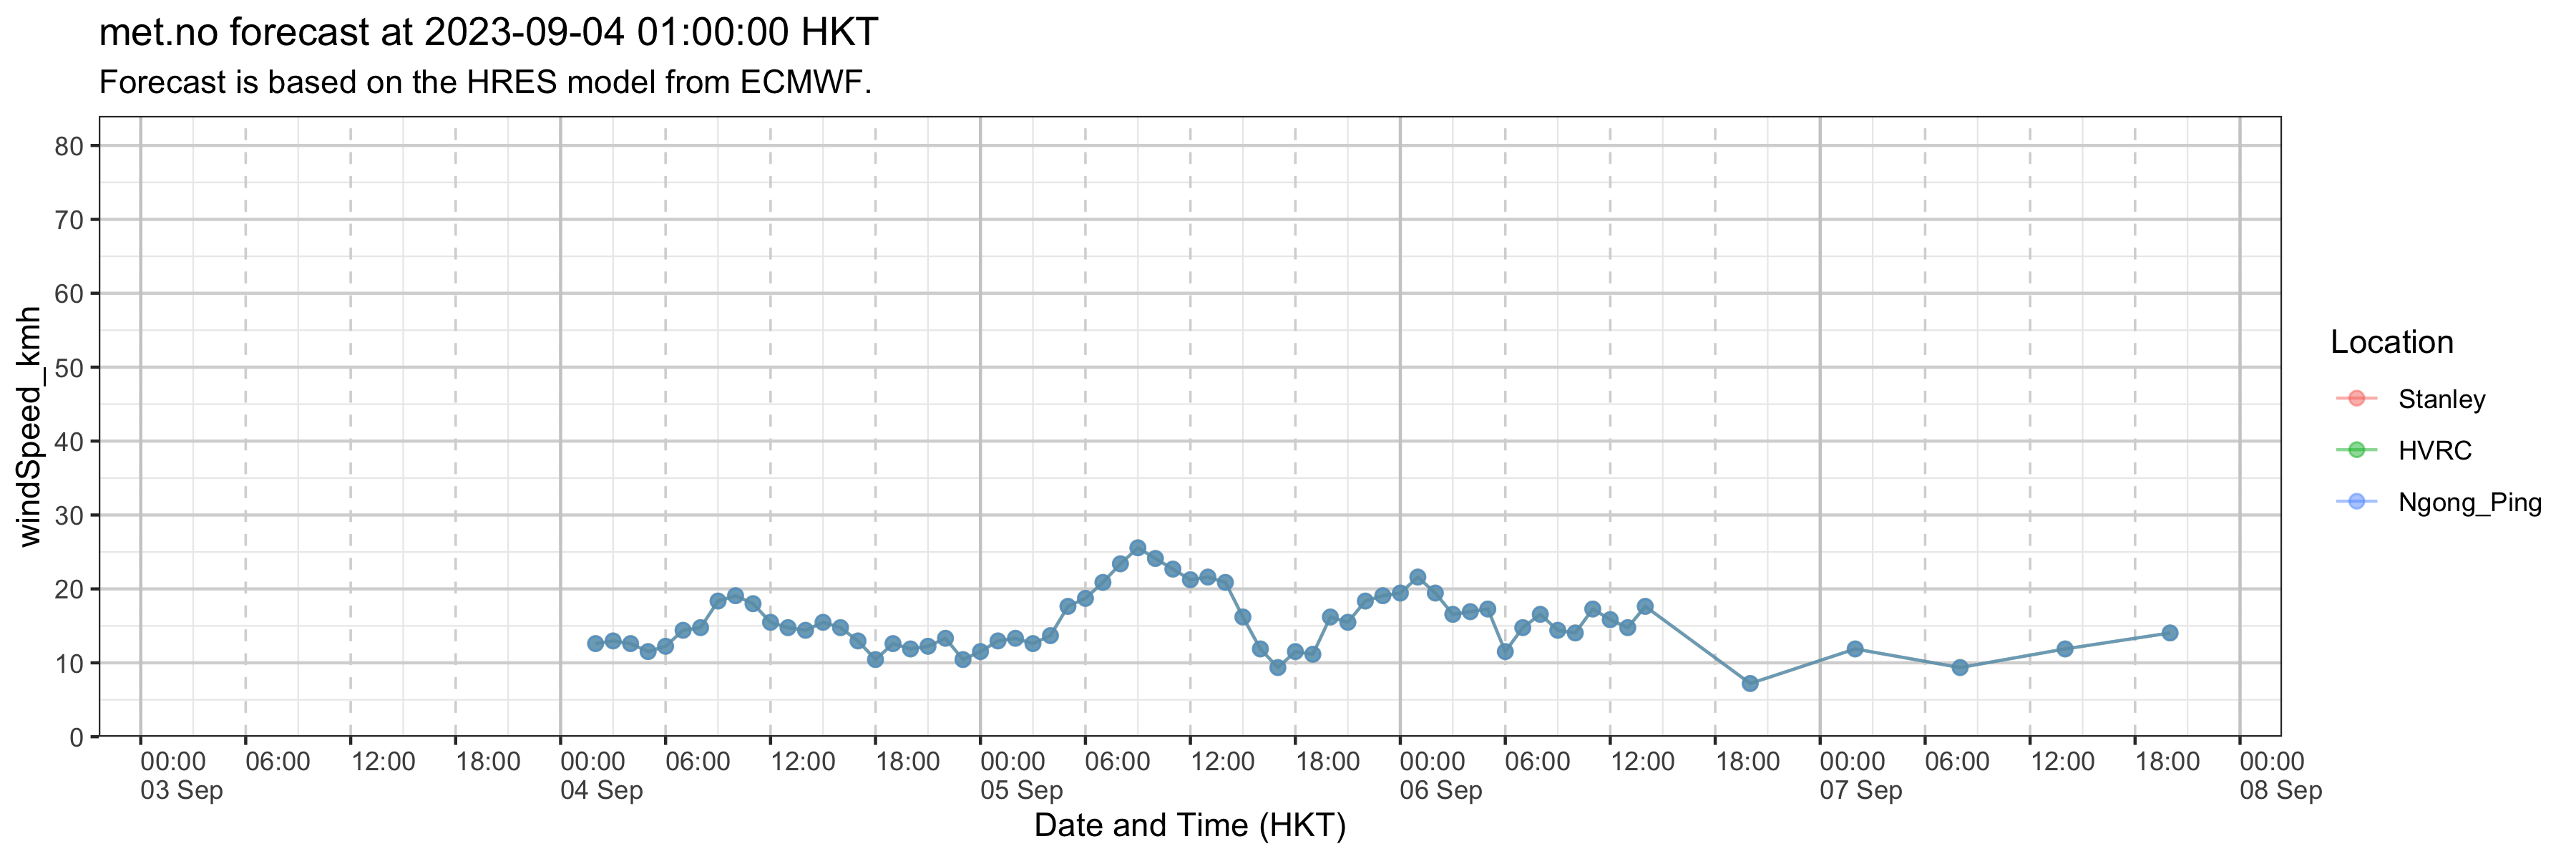 met.no forecast at 2023-09-04 01:00:00 HKT
Forecast is based on the HRES model from ECMWF.
windSpeed_kmh
80
70
60
50
40
30
20
10
0
00:00 06:00 12:00 18:00 00:00 06:00 12:00 18:00 00:00 06:00 12:00 18:00 00:00 06:00 12:00 18:00 00:00 06:00 12:00 18:00 00:00
03 Sep 04 Sep 05 Sep 06 Sep 07 Sep 08 Sep
Date and Time (HKT)
Location
Stanley
HVRC
Ngong_Ping